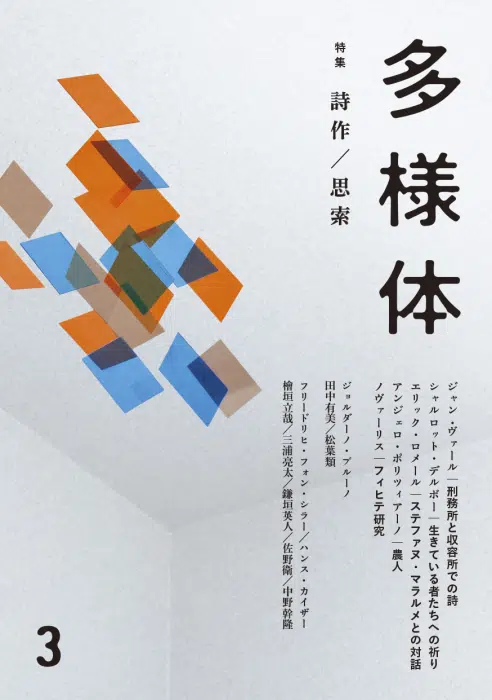 多様体
特集
詩作/思索
ジャン・ヴァール|刑務所と収容所での詩
シャルロット・デルボー|生きている者たちへの祈り
エリック・ロメール|ステファヌ・マラルメとの対話
アンジェロ・ポリツィアーノ|農人
ノヴァーリス|フィヒテ研究
ジョルダーノ・ブルーノ
田中有美/松葉類
フリードリヒ・フォン・シラー/ハンス・カイザー
檜垣立哉/三浦亮太/鎌垣英人/佐野衛/中野幹隆
3